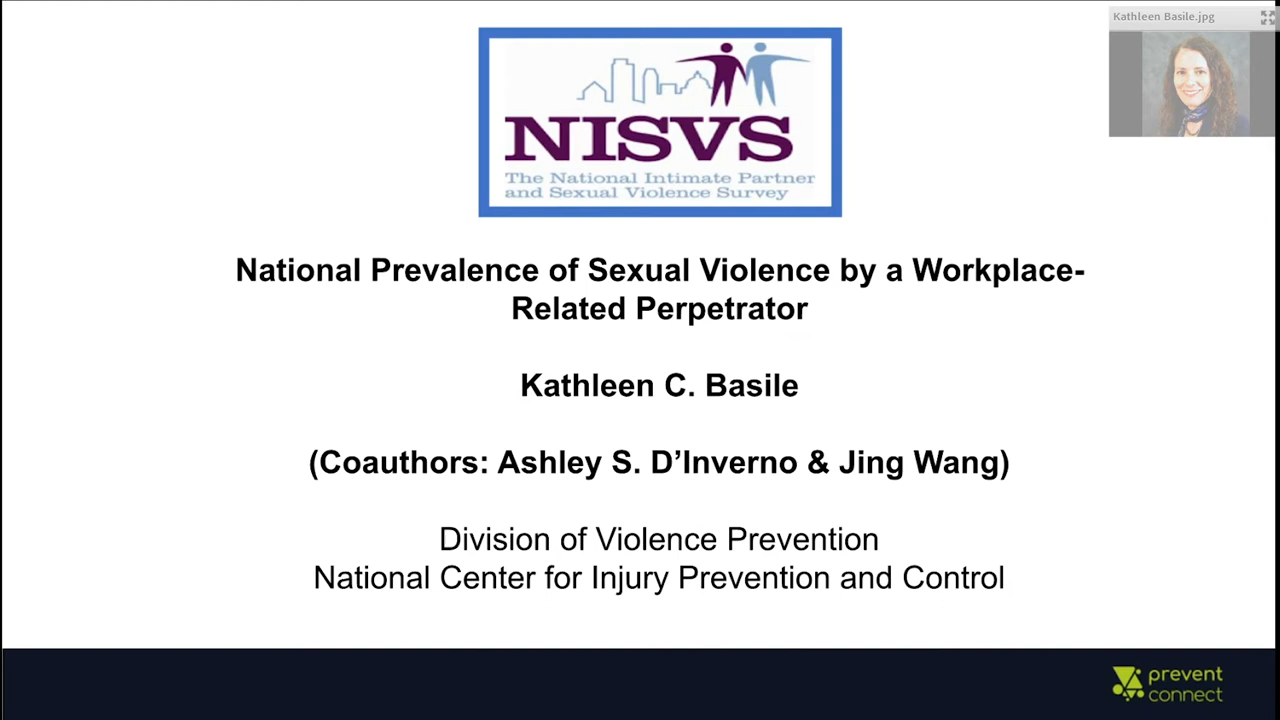 Kathleen Basile.jpg
NISVS
The National Intimate Partner
and Sexual Violence Survey
National Prevalence of Sexual Violence by a Workplace-
Related Perpetrator
Kathleen C. Basile
(Coauthors: Ashley S. D’Inverno & Jing Wang)
Division of Violence Prevention
National Center for Injury Prevention and Control
prevent
connect